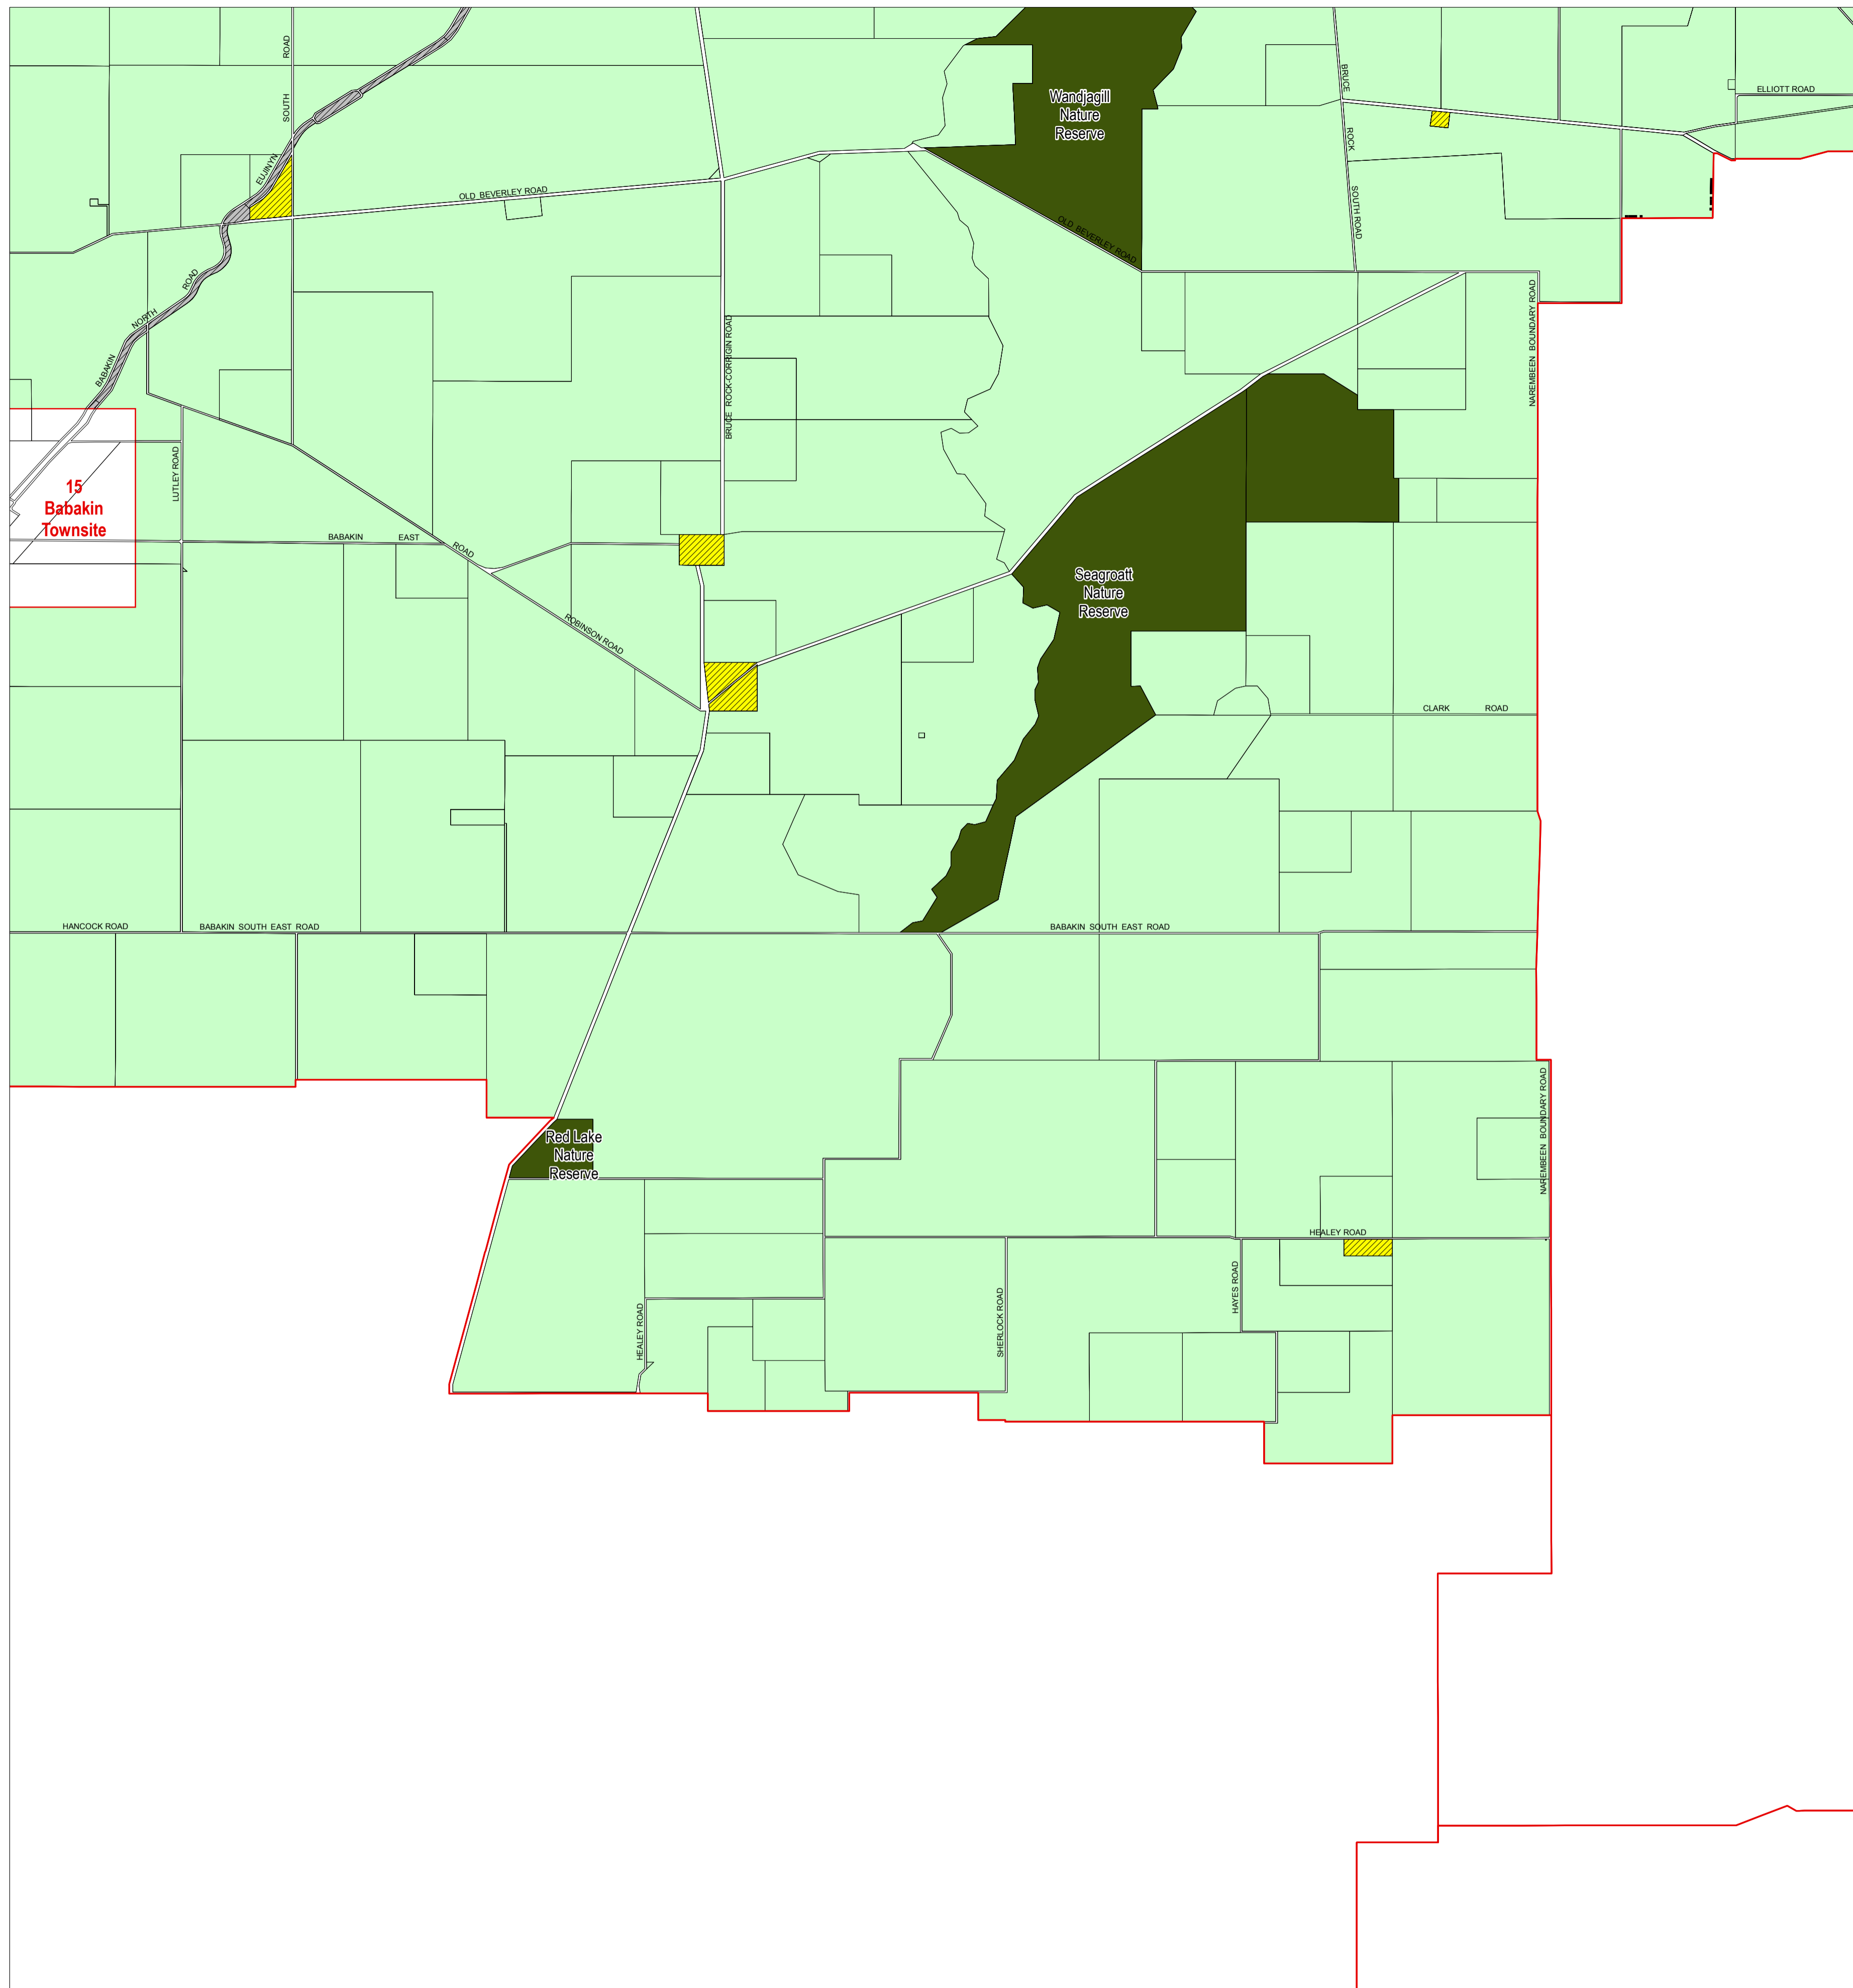 SOUTH ROAD
Wandjagill
Nature
Reserve
BRUCE ROCK SOUTH ROAD
ELLIOTT ROAD
EUJINYN
OLD BEVERLEY ROAD
OLD BEVERLEY ROAD
BABAKIN NORTH ROAD
BRUCE ROCK-CORRIGIN ROAD
NAREMBEEN BOUNDARY ROAD
LUTLEY ROAD
15
Babakin
Townsite
BABAKIN EAST ROAD
Seagroatt
Nature
Reserve
ROBINSON ROAD
CLARK ROAD
HANCOCK ROAD
BABAKIN SOUTH EAST ROAD
BABAKIN SOUTH EAST ROAD
Red Lake
Nature
Reserve
NAREMBEEN BOUNDARY ROAD
HEALEY ROAD
HEALEY ROAD
SHERLOCK ROAD
HAYES ROAD